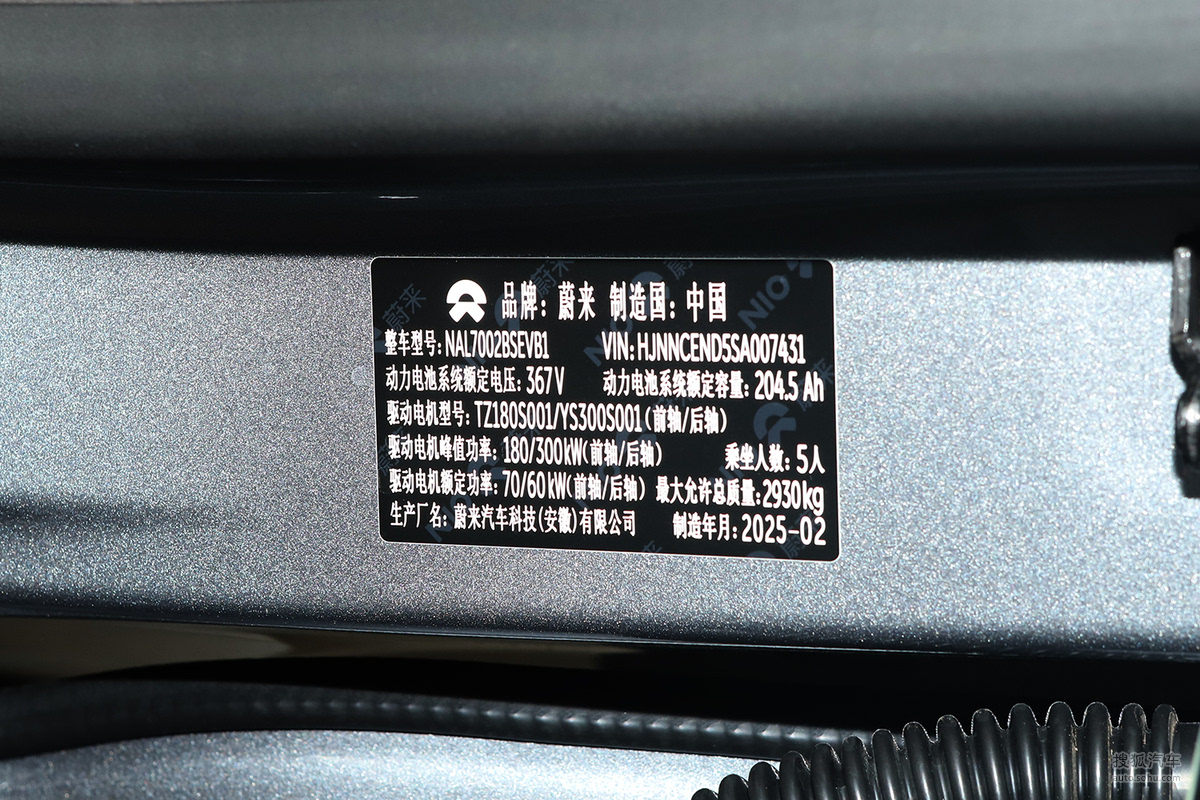 品牌: 蔚来 制造国: 中国
整车型号: NAL7002BSEVB1 VIN: HJNNCEND5SA007431
动力电池系统额定电压: 367V 动力电池系统额定容量: 204.5 Ah
驱动电机型号: TZ180S001/YS300S001(前轴/后轴)
驱动电机峰值功率: 180/300kW(前轴/后轴) 乘坐人数: 5人
驱动电机额定功率: 70/60kW(前轴/后轴) 最大允许总质量: 2930kg
生产厂名: 蔚来汽车科技(安徽)有限公司 制造年月: 2025-02
搜狐汽车
auto.sohu.com